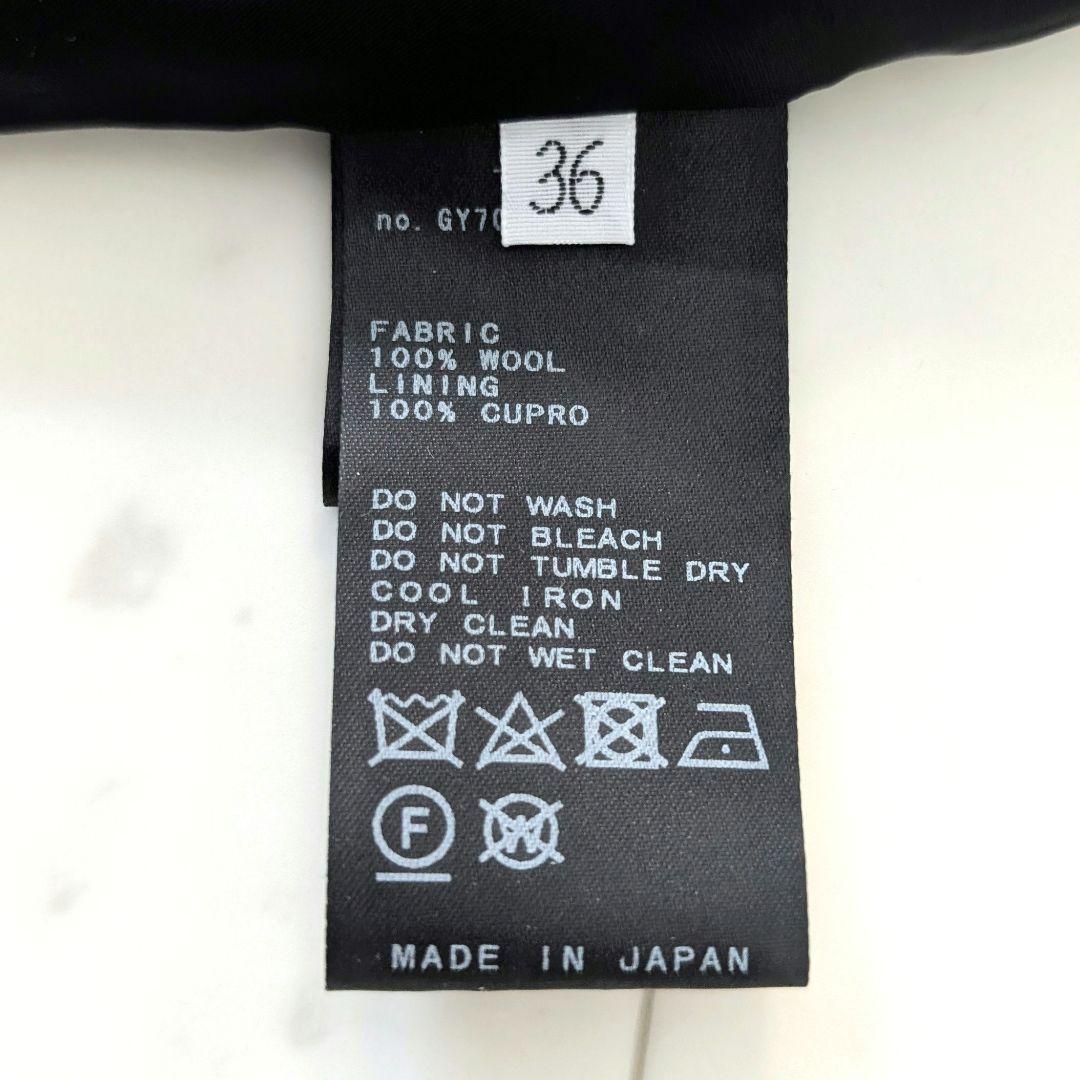 36
no. GY70
FABRIC
100% WOOL
LINING
100% CUPRO
DO NOT WASH
DO NOT BLEACH
DO NOT TUMBLE DRY
COOL IRON
DRY CLEAN
DO NOT WET CLEAN
F
W
MADE IN JAPAN